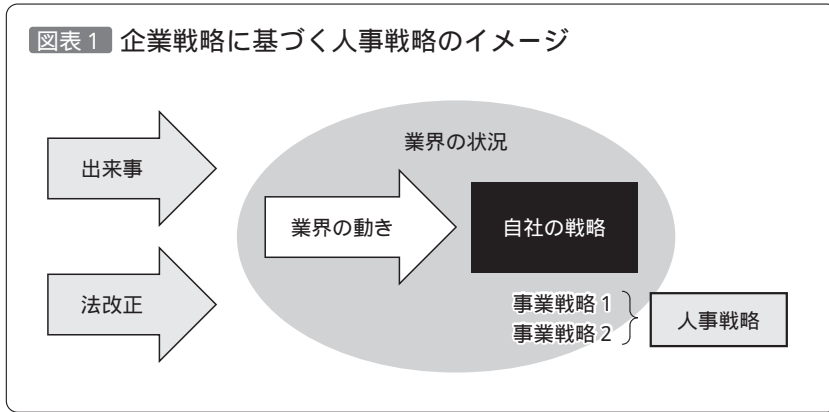 図表1 企業戦略に基づく人事戦略のイメージ
出来事
法改正
業界の状況
業界の動き
自社の戦略
事業戦略1
事業戦略2
人事戦略